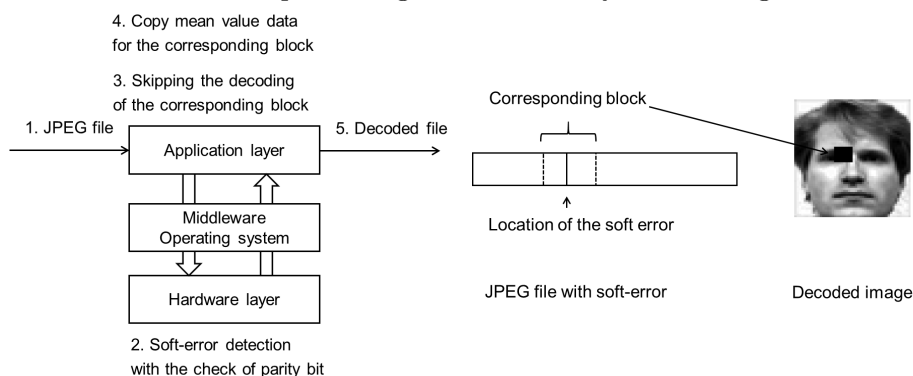 4. Copy mean value data
for the corresponding block
3. Skipping the decoding
of the corresponding block
1. JPEG file
Application layer
5. Decoded file
Middleware
Operating system
Hardware layer
2. Soft-error detection
with the check of parity bit
Corresponding block
Location of the soft error
JPEG file with soft-error
Decoded image